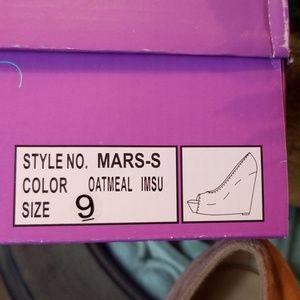 STYLE NO. MARS-S
COLOR OATMEAL IMSU
SIZE 9